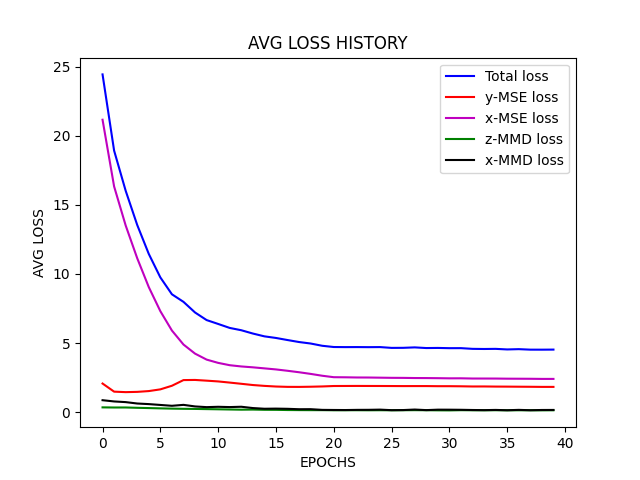 AVG LOSS HISTORY
25
20
15
10
5
0
AVG LOSS
Total loss
y-MSE loss
x-MSE loss
z-MMD loss
x-MMD loss
0 5 10 15 20 25 30 35 40
EPOCHS